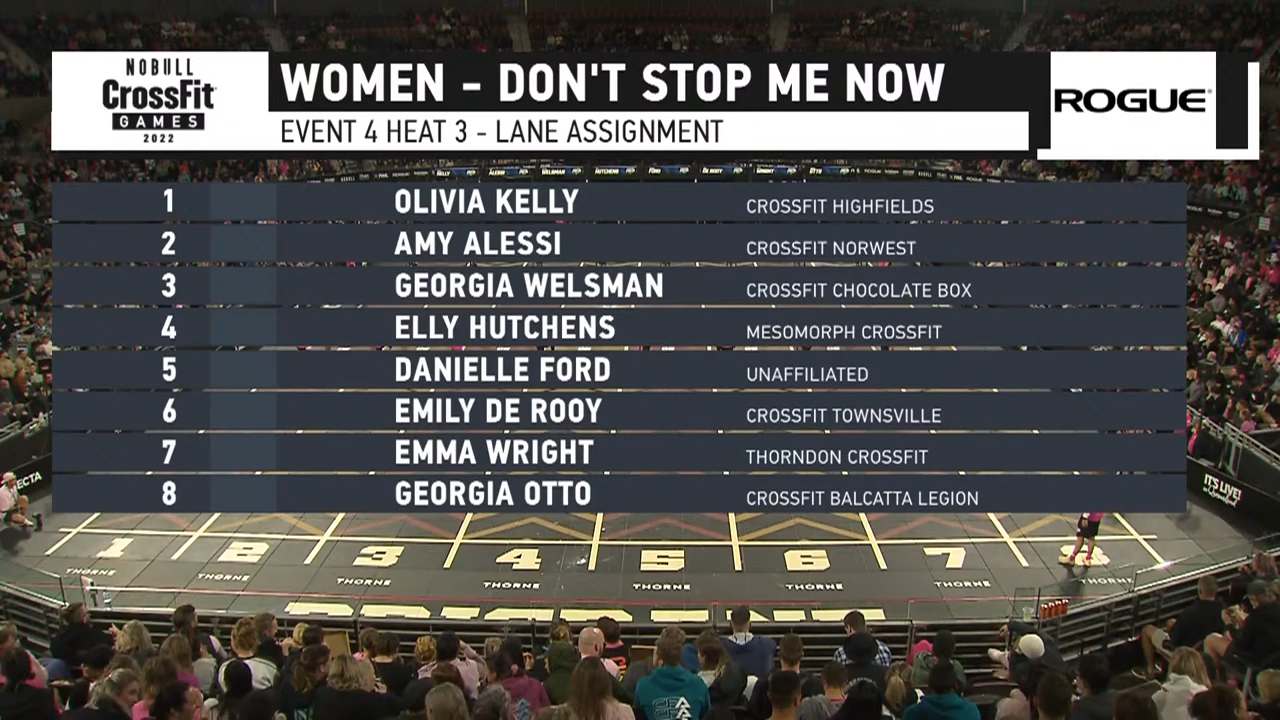 NOBULL
CrossFit
GAMES
2022
WOMEN - DON'T STOP ME NOW
EVENT 4 HEAT 3 - LANE ASSIGNMENT
ROGUE
1 OLIVIA KELLY CROSSFIT HIGHFIELDS
2 AMY ALESSI CROSSFIT NORWEST
3 GEORGIA WELSMAN CROSSFIT CHOCOLATE BOX
4 ELLY HUTCHENS MESOMORPH CROSSFIT
5 DANIELLE FORD UNAFFILIATED
6 EMILY DE ROOY CROSSFIT TOWNSVILLE
7 EMMA WRIGHT THORNDON CROSSFIT
8 GEORGIA OTTO CROSSFIT BALCATTA LEGION
IT'S LIVE!
1 2 3 4 5 6 7 8
THORNE THORNE THORNE THORNE THORNE THORNE THORNE THORNE